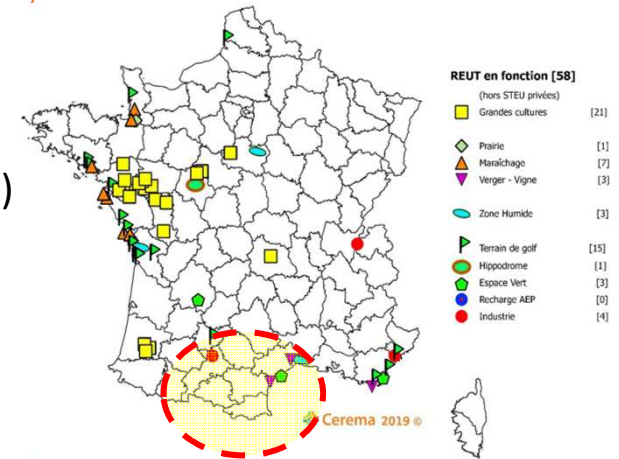 )
REUT en fonction [58]
(hors STEU privées)
Grandes cultures [21]
Prairie [1]
Maraîchage [7]
Verger - Vigne [3]
Zone Humide [3]
Terrain de golf [15]
Hippodrome [1]
Espace Vert [3]
Recharge AEP [0]
Industrie [4]
Cerema 2019 ©